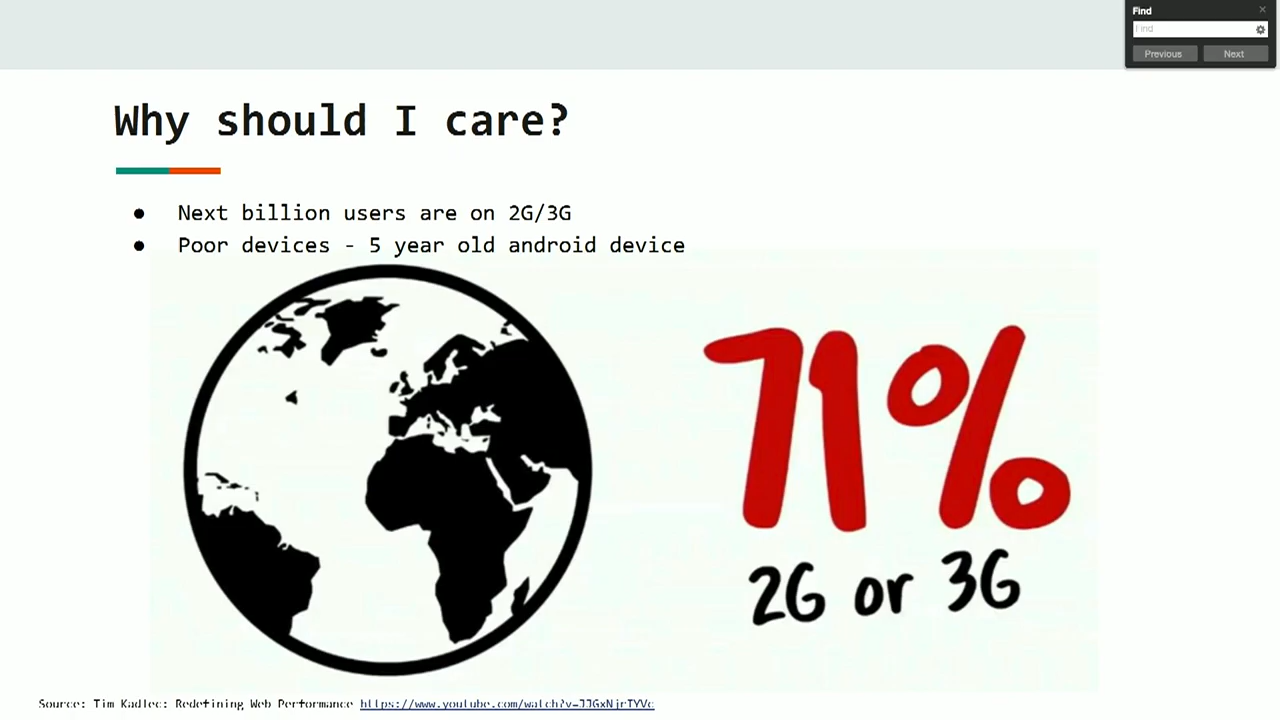 Find
Find
Previous
Next
Why should I care?
● Next billion users are on 2G/3G
● Poor devices - 5 year old android device
71%
2G or 3G
Source: Tim Kadlec: Redefining Web Performance